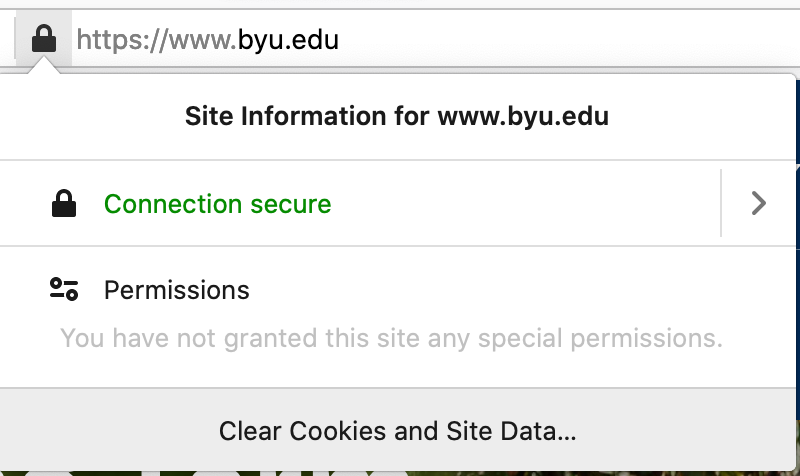 https://www.byu.edu
Site Information for www.byu.edu
Connection secure
Permissions
You have not granted this site any special permissions.
Clear Cookies and Site Data...